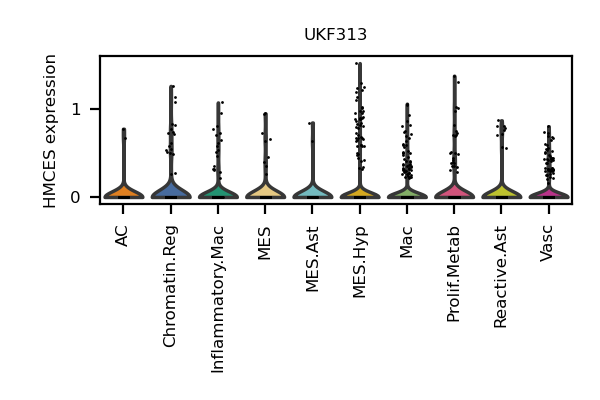 UKF313
HMCES expression
1
0
AC
Chromatin.Reg
Inflammatory.Mac
MES
MES.Ast
MES.Hyp
Mac
Prolif.Metab
Reactive.Ast
Vasc